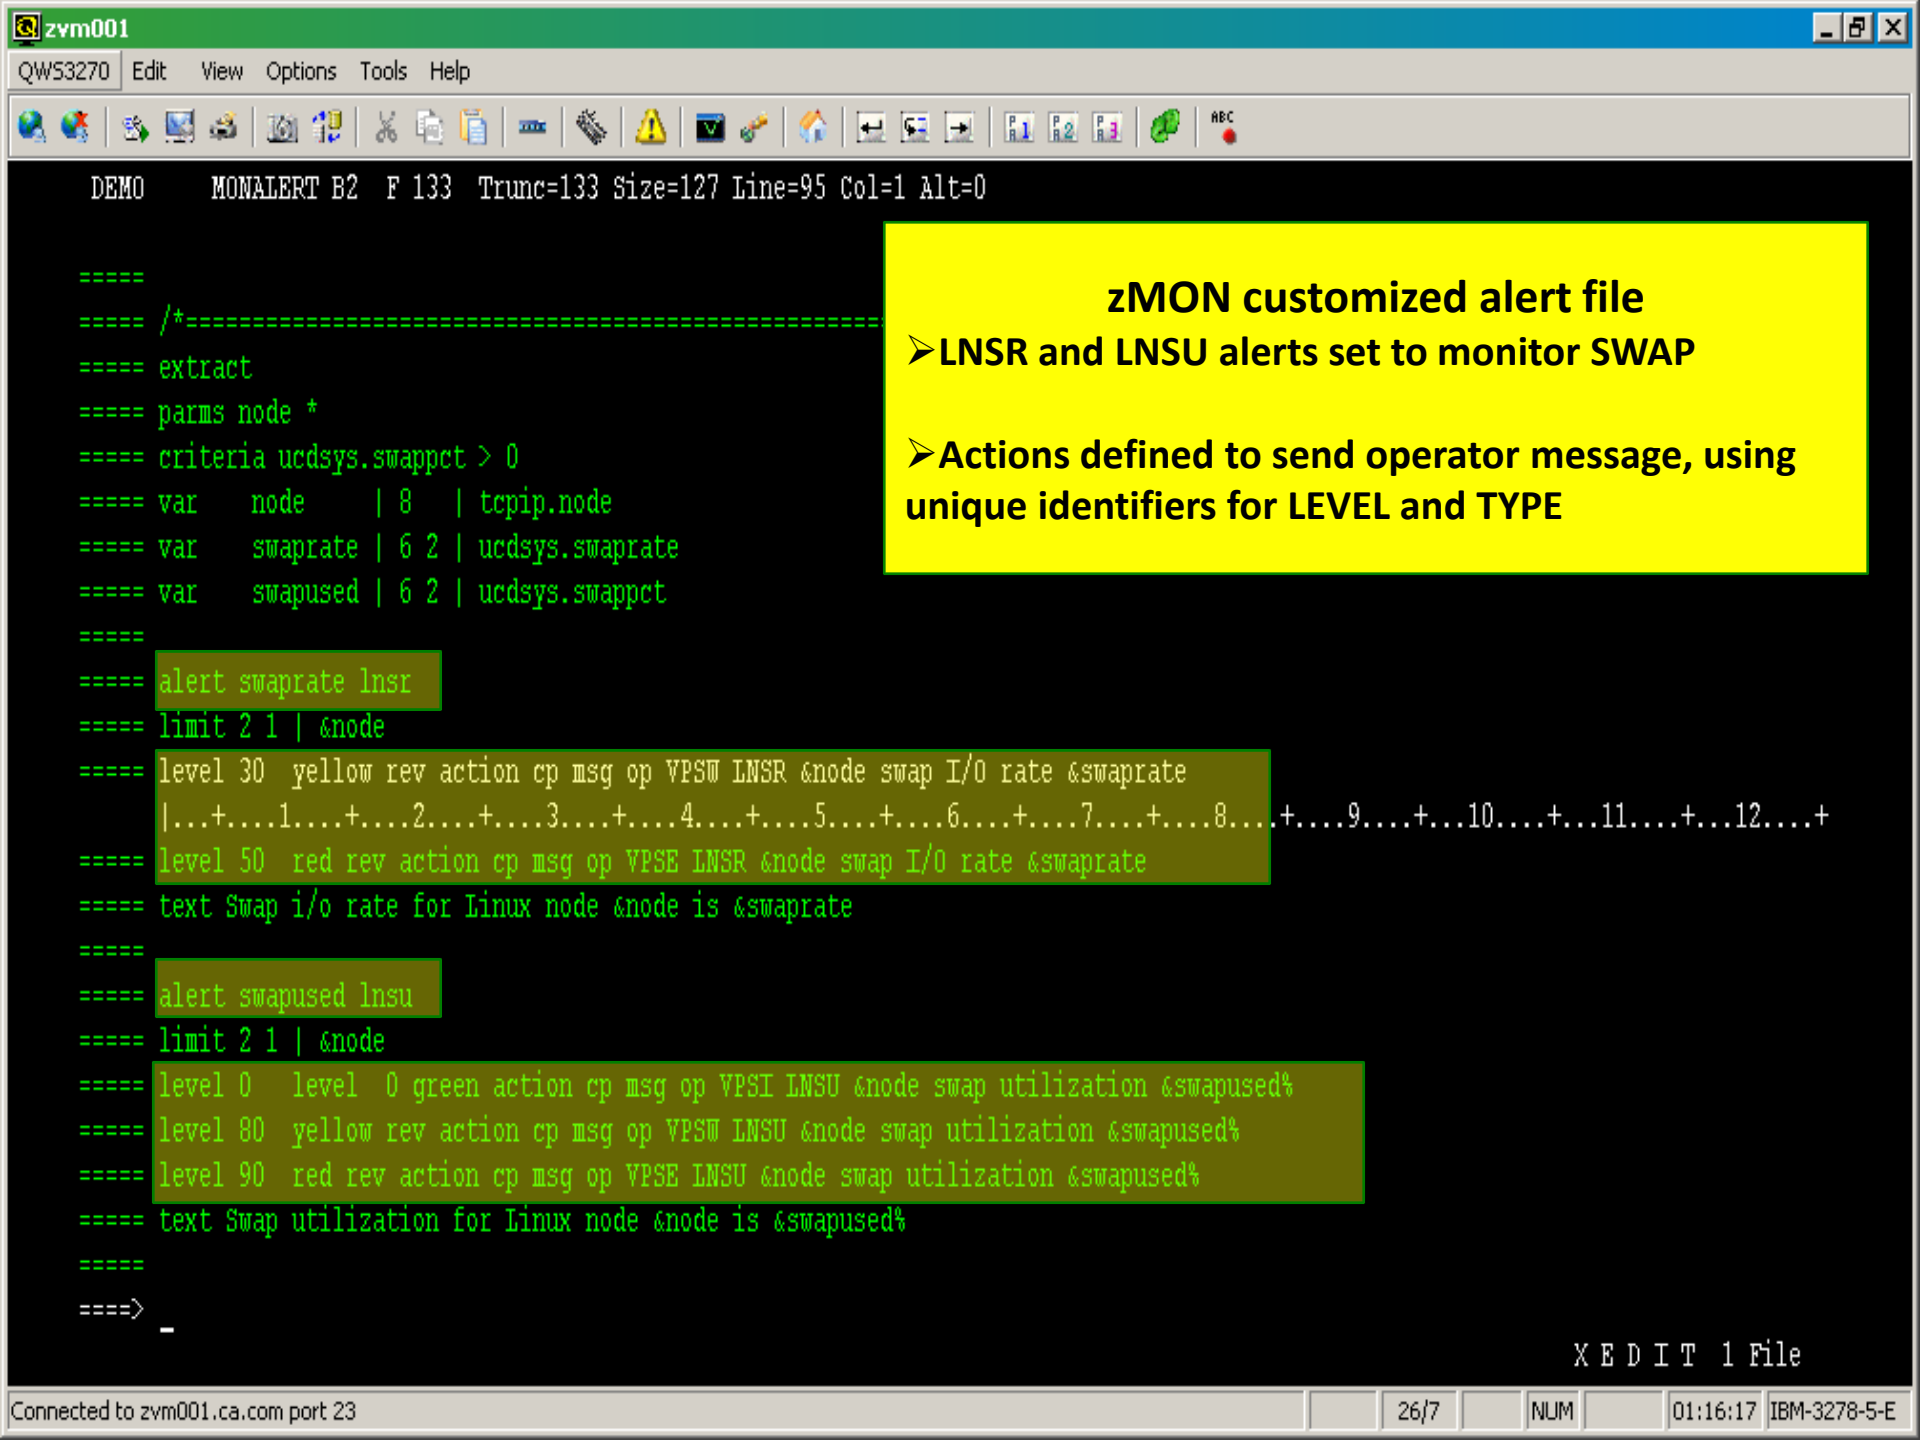 zvm001
QWS3270 Edit View Options Tools Help
ABC
DEMO MONALERT B2 F 133 Trunc=133 Size=127 Line=95 Col=1 Alt=0
zMON customized alert file
➢LNSR and LNSU alerts set to monitor SWAP
➢Actions defined to send operator message, using
unique identifiers for LEVEL and TYPE
=====
===== /*====================================================
===== extract
===== parms node *
===== criteria ucdsys.swappct > 0
===== var node | 8 | tcpip.node
===== var swaprate | 6 2 | ucdsys.swaprate
===== var swapused | 6 2 | ucdsys.swappct
=====
===== alert swaprate lnsr
===== limit 2 1 | &node
===== level 30 yellow rev action cp msg op VPSW LNSR &node swap I/O rate &swaprate
|...+....1....+....2....+....3....+....4....+....5....+....6....+....7....+....8....+....9....+...10....+...11....+...12....+
===== level 50 red rev action cp msg op VPSE LNSR &node swap I/O rate &swaprate
===== text Swap i/o rate for Linux node &node is &swaprate
=====
===== alert swapused lnsu
===== limit 2 1 | &node
===== level 0 level 0 green action cp msg op VPSI LNSU &node swap utilization &swapused%
===== level 80 yellow rev action cp msg op VPSW LNSU &node swap utilization &swapused%
===== level 90 red rev action cp msg op VPSE LNSU &node swap utilization &swapused%
===== text Swap utilization for Linux node &node is &swapused%
=====
====> _
X E D I T 1 File
Connected to zvm001.ca.com port 23 26/7 NUM 01:16:17 IBM-3278-5-E